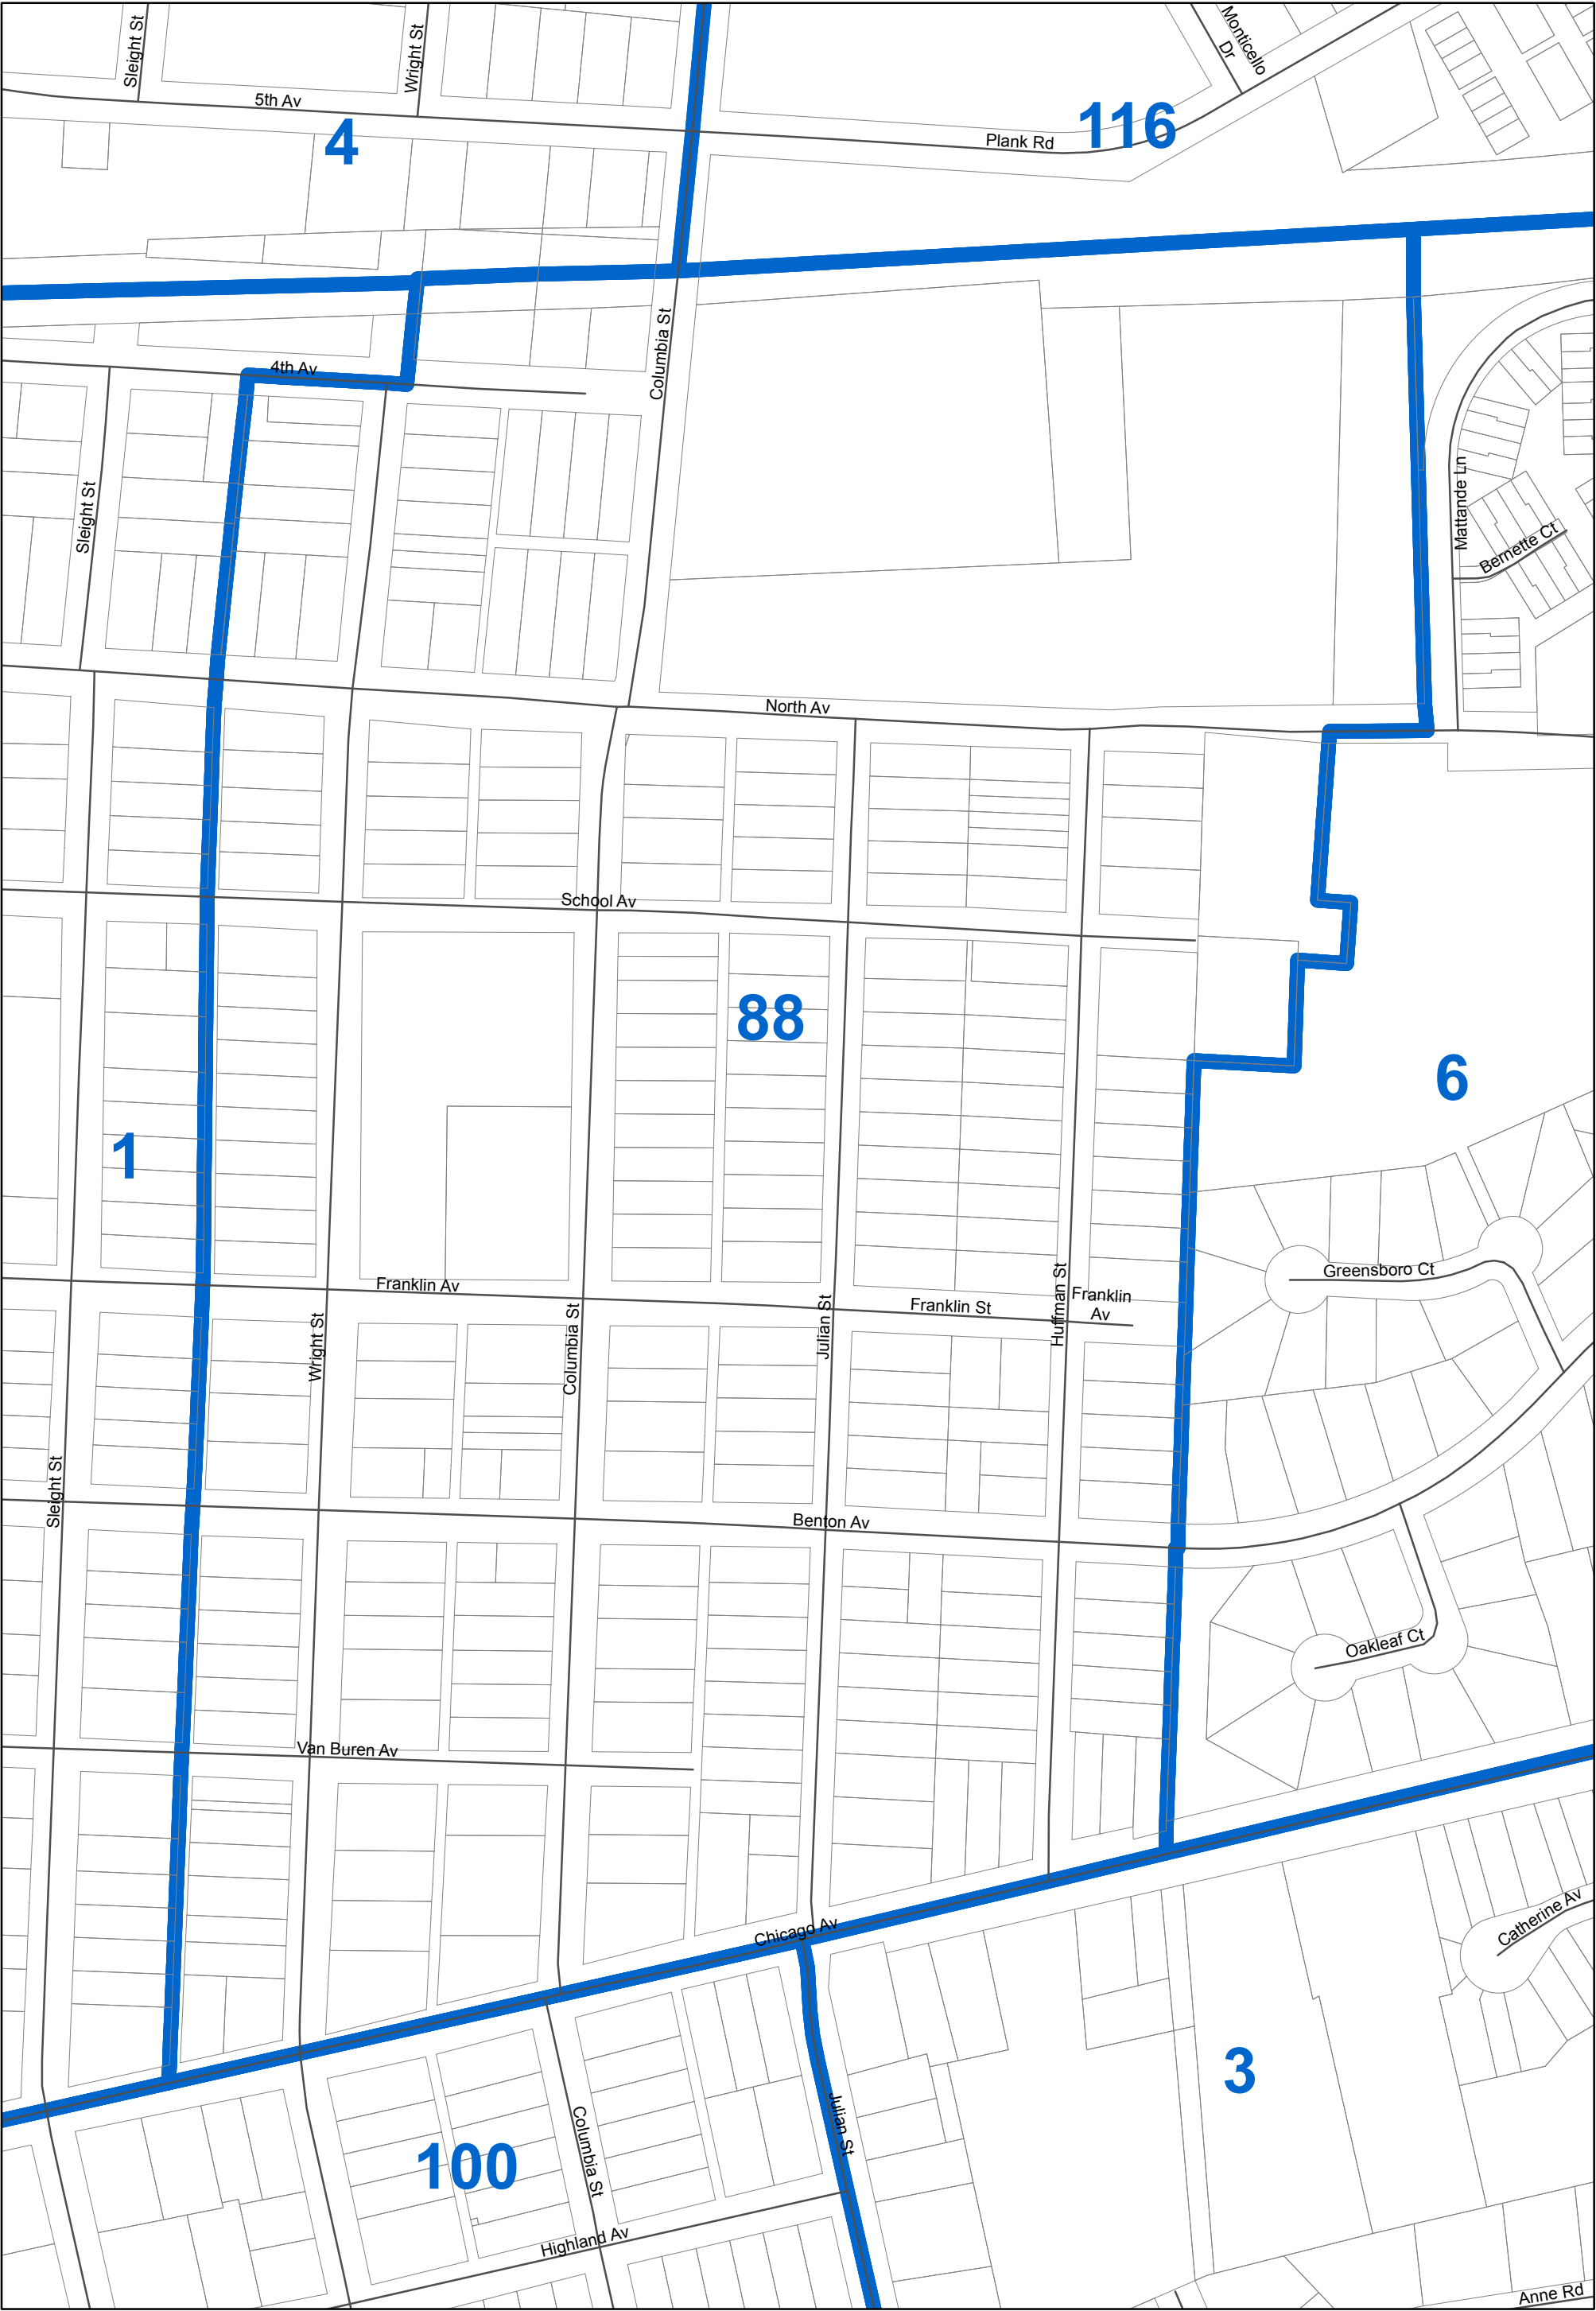 Sleight St
Wright St
Monticello
Dr
5th Av
4
116
Plank Rd
Columbia St
4th Av
Sleight St
Mattande Ln
Bernette Ct
North Av
School Av
88
6
1
Greensboro Ct
Franklin Av
Franklin St
Franklin
Av
Huffman St
Julian St
Wright St
Columbia St
Sleight St
Benton Av
Oakleaf Ct
Van Buren Av
Chicago Av
Catherine Av
3
Julian St
Columbia St
100
Highland Av
Anne Rd